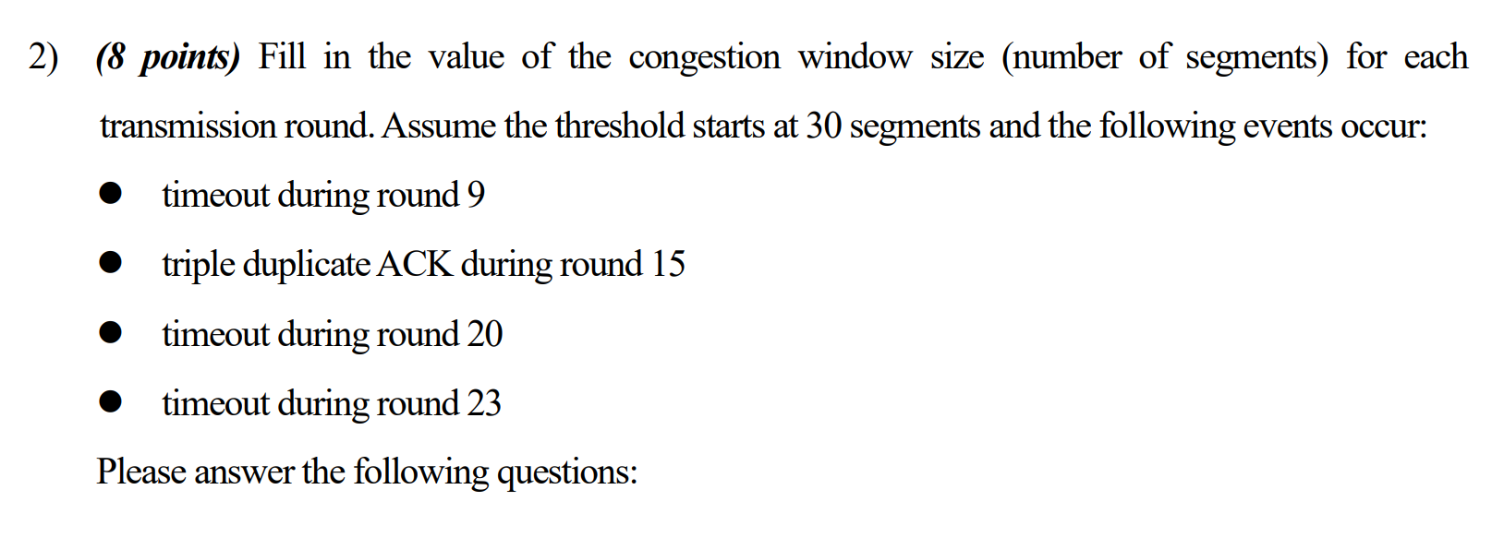 2) (8 points) Fill in the value of the congestion window size (number of segments) for each
transmission round. Assume the threshold starts at 30 segments and the following events occur:
● timeout during round 9
● triple duplicate ACK during round 15
● timeout during round 20
● timeout during round 23
Please answer the following questions: